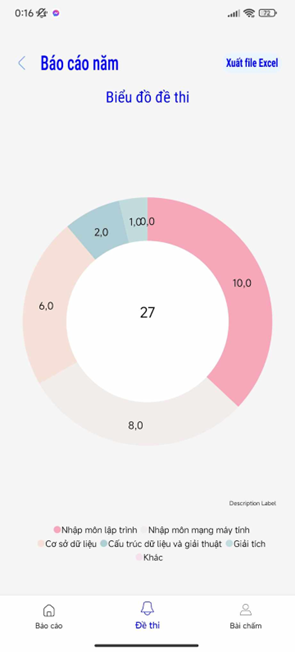 0:16 72
Báo cáo năm Xuất file Excel
Biểu đồ đề thi
1,0 0,0
2,0
10,0
6,0
27
8,0
Description Label
Nhập môn lập trình Nhập môn mạng máy tính
Cơ sở dữ liệu Cấu trúc dữ liệu và giải thuật Giải tích
Khác
Báo cáo Đề thi Bài chấm